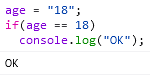 age = "18";
if(age == 18)
  console.log("OK");
OK